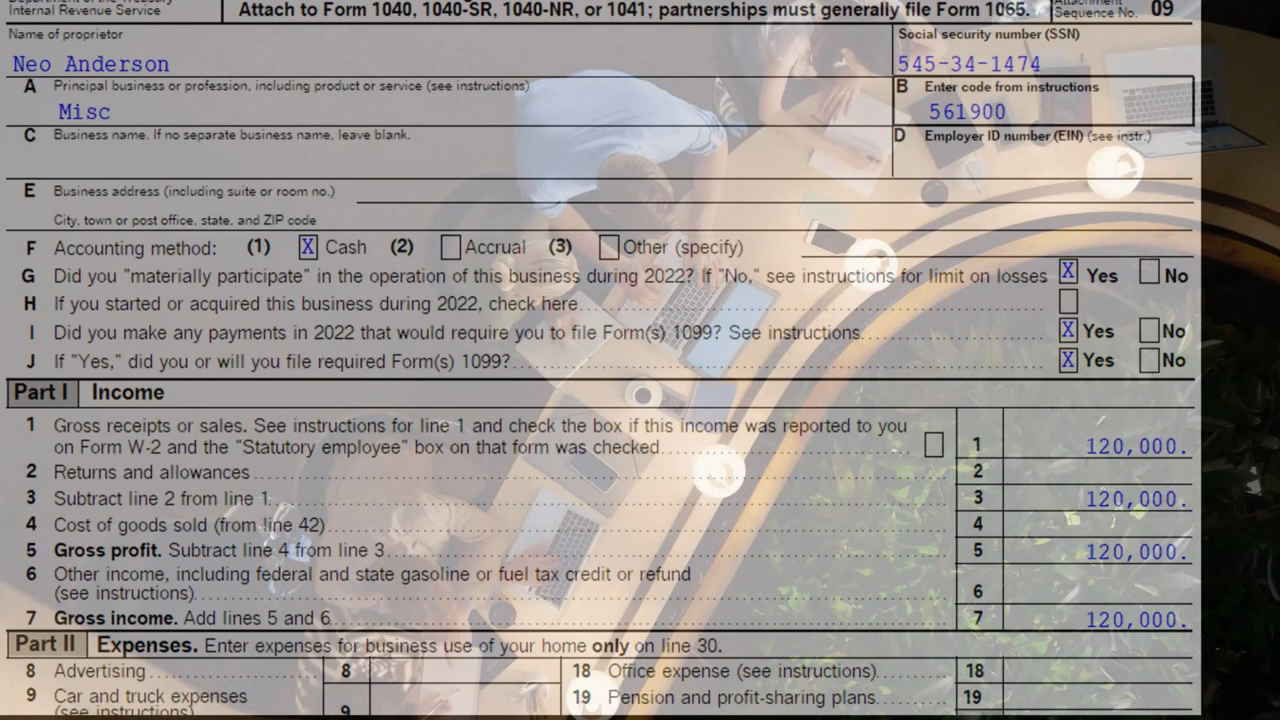 Internal Revenue Service
Attach to Form 1040, 1040-SR, 1040-NR, or 1041; partnerships must generally file Form 1065.
Attachment
Sequence No. 09
Name of proprietor
Social security number (SSN)
Neo Anderson
545-34-1474
A Principal business or profession, including product or service (see instructions)
B Enter code from instructions
Misc
561900
C Business name. If no separate business name, leave blank.
D Employer ID number (EIN) (see instr.)
E Business address (including suite or room no.)
City, town or post office, state, and ZIP code
F Accounting method: (1) X Cash (2) Accrual (3) Other (specify)
G Did you "materially participate" in the operation of this business during 2022? If "No," see instructions for limit on losses X Yes No
H If you started or acquired this business during 2022, check here
I Did you make any payments in 2022 that would require you to file Form(s) 1099? See instructions X Yes No
J If "Yes," did you or will you file required Form(s) 1099? X Yes No
Part I Income
1 Gross receipts or sales. See instructions for line 1 and check the box if this income was reported to you
on Form W-2 and the "Statutory employee" box on that form was checked 1 120,000.
2 Returns and allowances 2
3 Subtract line 2 from line 1 3 120,000.
4 Cost of goods sold (from line 42) 4
5 Gross profit. Subtract line 4 from line 3 5 120,000.
6 Other income, including federal and state gasoline or fuel tax credit or refund
(see instructions) 6
7 Gross income. Add lines 5 and 6 7 120,000.
Part II Expenses. Enter expenses for business use of your home only on line 30.
8 Advertising 8
18 Office expense (see instructions) 18
9 Car and truck expenses
(see instructions) 9
19 Pension and profit-sharing plans 19